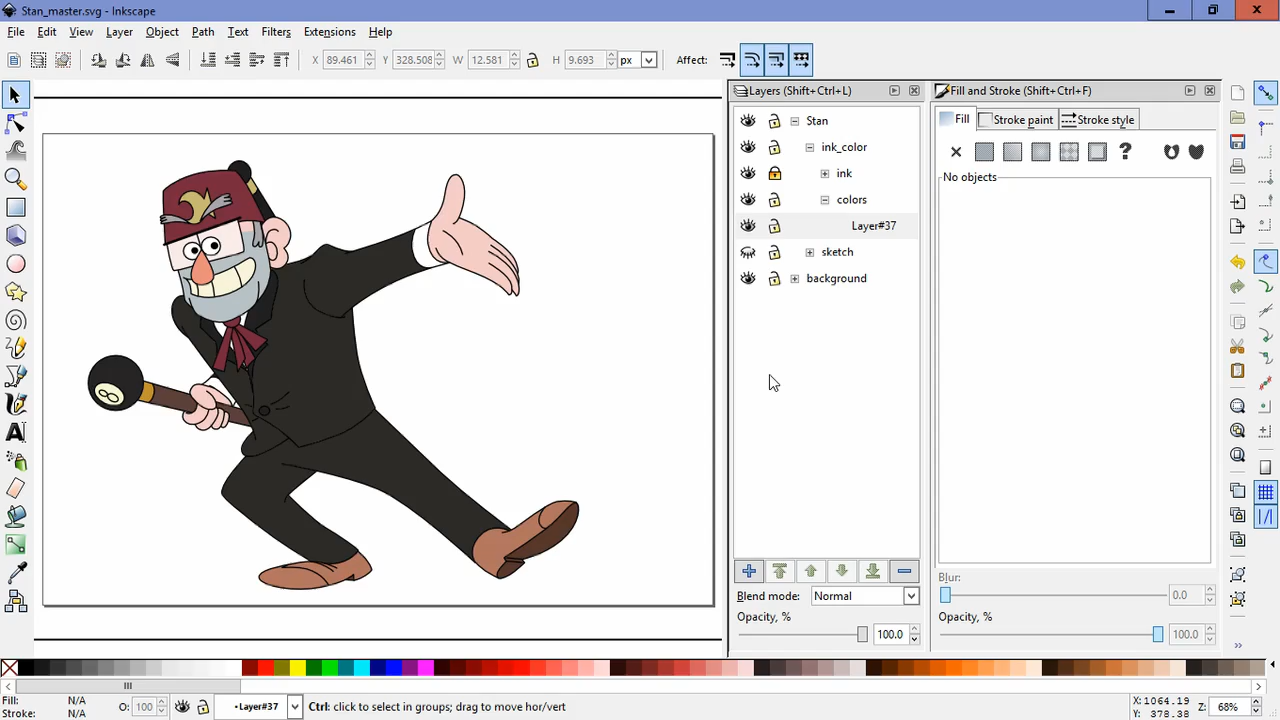 Stan_master.svg - Inkscape
File Edit View Layer Object Path Filters Text Extensions Help
X 89.461 Y 328.508 W 12.581 H 9.693 px Affect:
Layers (Shift+Ctrl+L)
Stan
ink_color
ink
colors
Layer#37
sketch
background
Blend mode: Normal
Opacity, %
100.0
Fill and Stroke (Shift+Ctrl+F)
Fill Stroke paint Stroke style
?
No objects
Blur:
0.0
Opacity, %
100.0
Fill: N/A
Stroke: N/A
O: 100
•Layer#37
Ctrl: click to select in groups; drag to move hor/vert
X:1064.19
Y: 378.38
Z: 68%